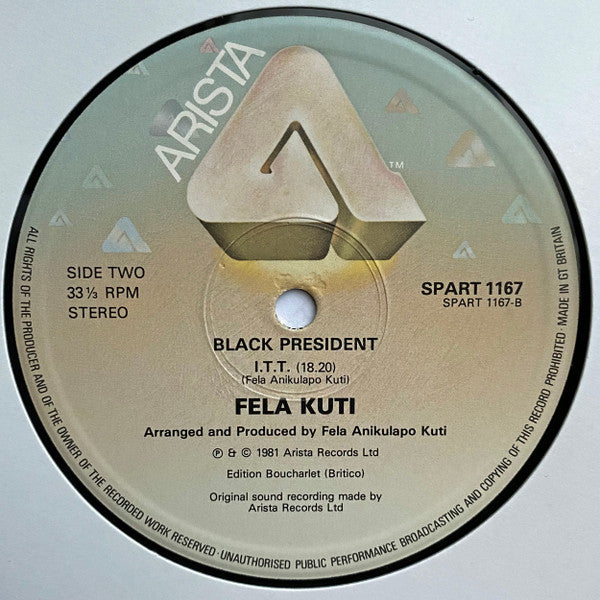 ARISTA
TM
SIDE TWO
33⅓ RPM
STEREO
SPART 1167
SPART 1167-B
BLACK PRESIDENT
I.T.T. (18.20)
(Fela Anikulapo Kuti)
FELA KUTI
Arranged and Produced by Fela Anikulapo Kuti
℗ & © 1981 Arista Records Ltd
Edition Boucharlet (Britico)
Original sound recording made by
Arista Records Ltd
ALL RIGHTS OF THE PRODUCER AND OF THE OWNER OF THE RECORDED WORK RESERVED · UNAUTHORISED PUBLIC PERFORMANCE BROADCASTING AND COPYING OF THIS RECORD PROHIBITED · MADE IN GT BRITAIN